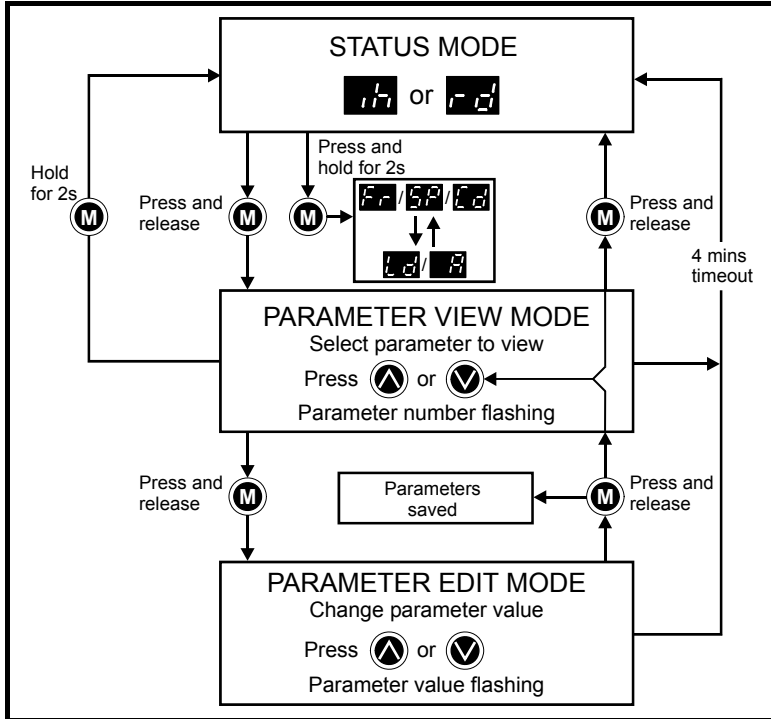 STATUS MODE
ih or rd
Hold
for 2s
M
Press and
release
M
Press and
hold for 2s
M
Fr / SP / Cd
Ld / A
M
Press and
release
4 mins
timeout
PARAMETER VIEW MODE
Select parameter to view
Press or
Parameter number flashing
Press and
release
M
Parameters
saved
M
Press and
release
PARAMETER EDIT MODE
Change parameter value
Press or
Parameter value flashing